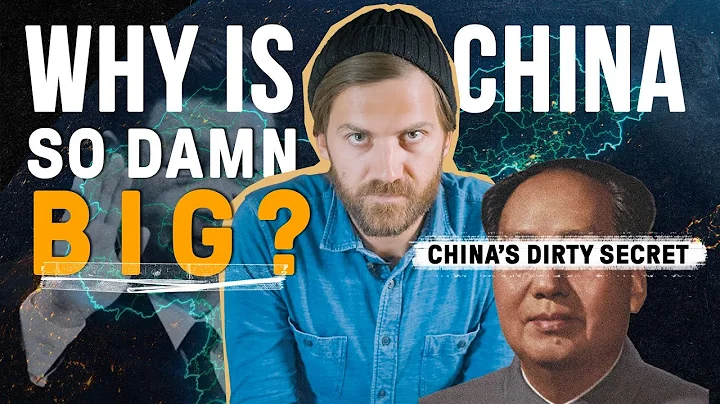 WHY IS CHINA
SO DAMN
BIG?
CHINA'S DIRTY SECRET